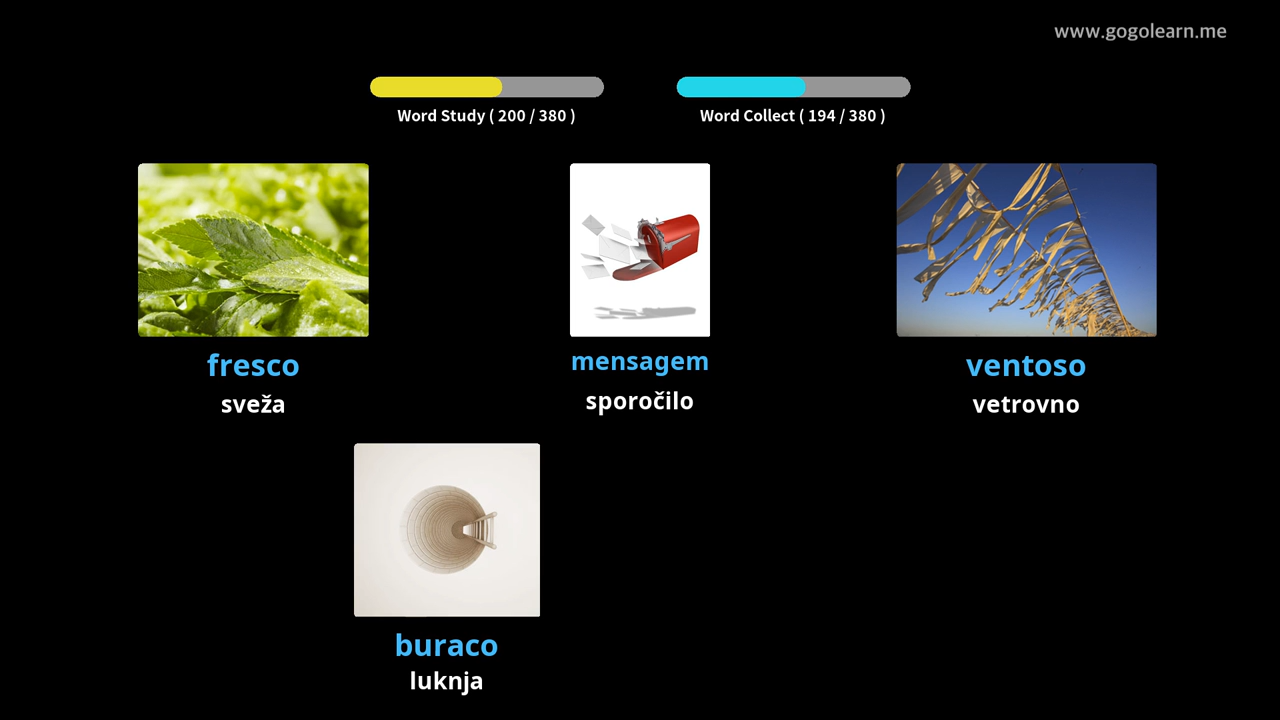 www.gogolearn.me
Word Study ( 200 / 380 )
Word Collect ( 194 / 380 )
fresco
sveža
mensagem
sporočilo
ventoso
vetrovno
buraco
luknja